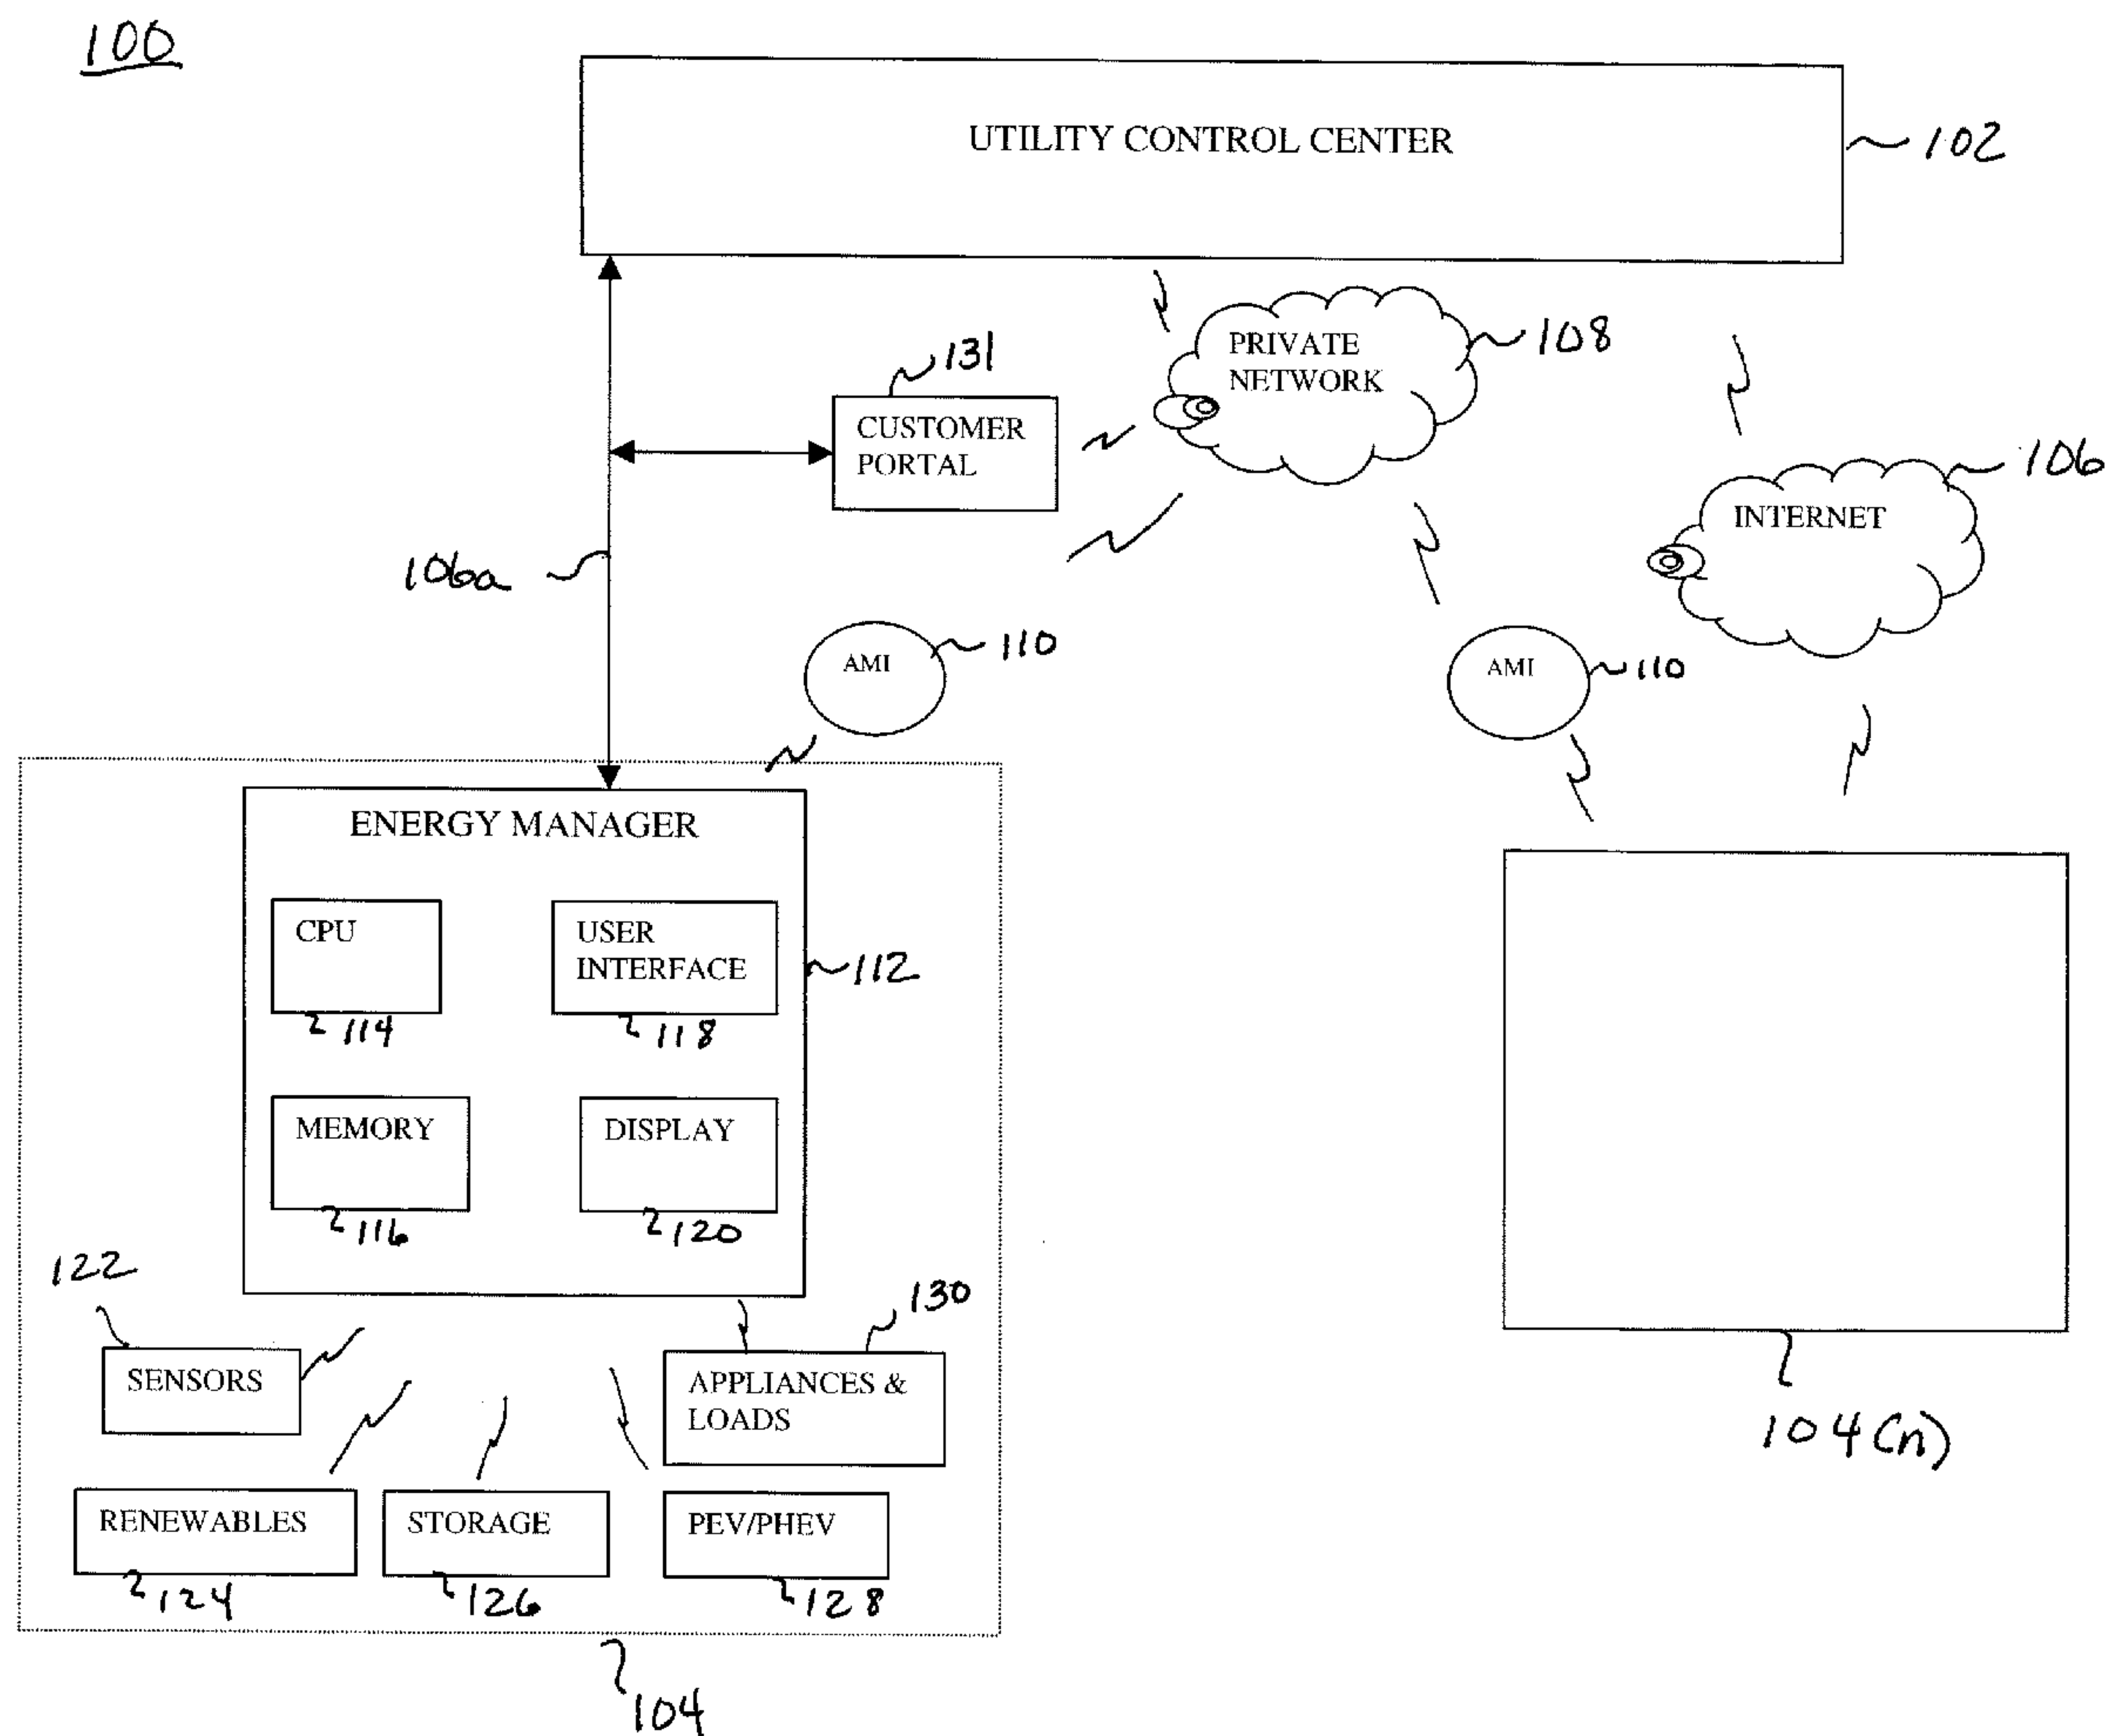 100
UTILITY CONTROL CENTER
102
PRIVATE
NETWORK
108
131
CUSTOMER
PORTAL
106
INTERNET
106a
AMI
110
AMI
110
ENERGY MANAGER
CPU
114
USER
INTERFACE
118
112
MEMORY
116
DISPLAY
120
122
SENSORS
130
APPLIANCES &
LOADS
RENEWABLES
124
STORAGE
126
PEV/PHEV
128
104
104(n)